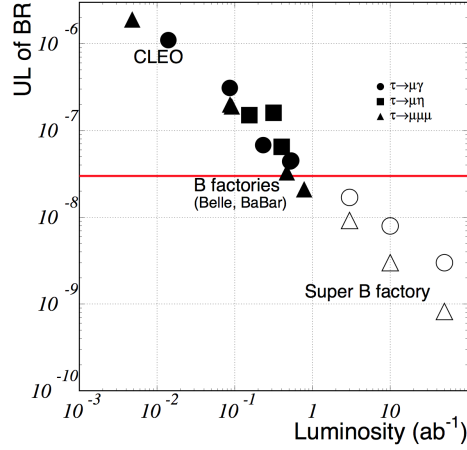 UL of BR
10⁻⁶
10⁻⁷
10⁻⁸
10⁻⁹
10⁻¹⁰
CLEO
τ→μγ
τ→μη
τ→μμμ
B factories
(Belle, BaBar)
Super B factory
10⁻³ 10⁻² 10⁻¹ 1 10
Luminosity (ab⁻¹)